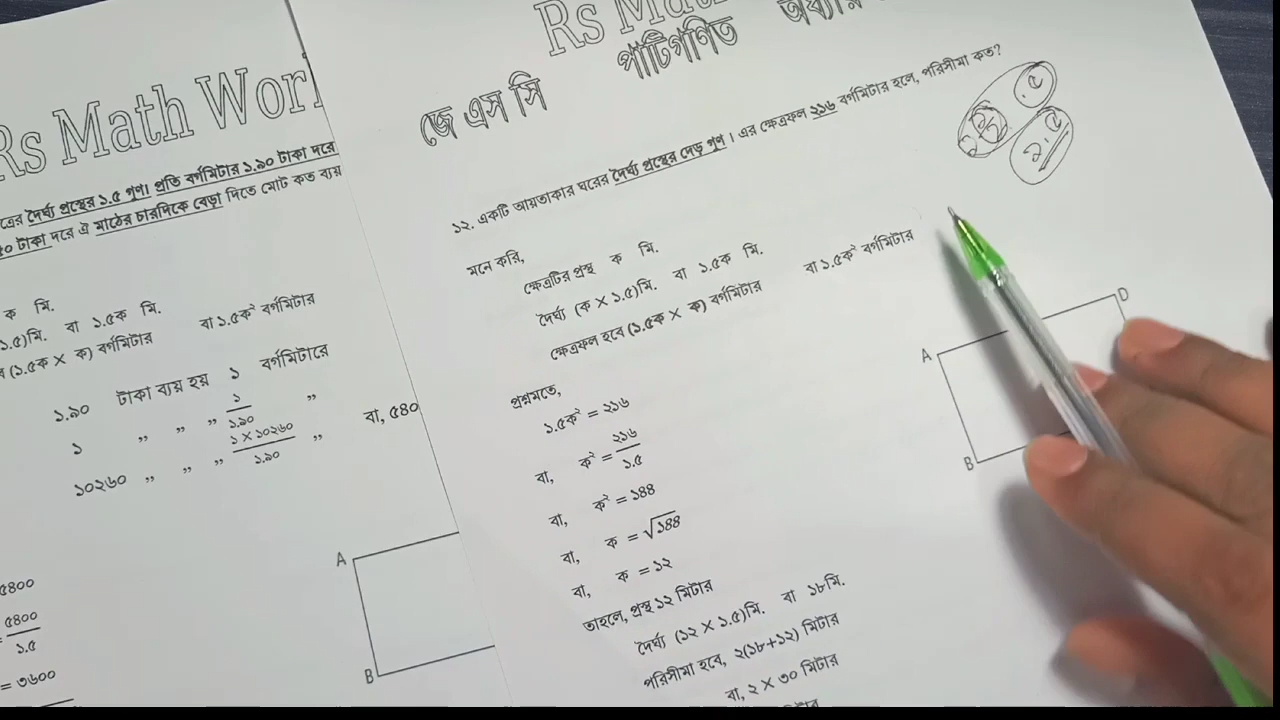 Rs Math Worl
ত্রের দৈর্ঘ্য প্রস্থের ১.৫ গুণ। প্রতি বর্গমিটার ১.৯০ টাকা দরে
৫০ টাকা দরে ঐ মাঠের চারদিকে বেড়া দিতে মোট কত ব্যয়
ক মি.
১.৫)মি. বা ১.৫ক মি.
(১.৫ক X ক) বর্গমিটার বা ১.৫ক² বর্গমিটার
১.৯০ টাকা ব্যয় হয় ১ বর্গমিটারে
১ ,, ,, ,, ১/১.৯০ ,,
১০২৬০ ,, ,, ,, ১ X ১০২৬০/১.৯০ ,, বা, ৫৪০
৫৪০০
= ৫৪০০/১.৫
= ৩৬০০
A
B
Rs Mat
পাটিগণিত
জে এস সি
১২. একটি আয়তাকার ঘরের দৈর্ঘ্য প্রস্থের দেড় গুণ। এর ক্ষেত্রফল ২১৬ বর্গমিটার হলে, পরিসীমা কত?
মনে করি,
ক্ষেত্রটির প্রস্থ ক মি.
দৈর্ঘ্য (ক X ১.৫)মি. বা ১.৫ক মি.
ক্ষেত্রফল হবে (১.৫ক X ক) বর্গমিটার বা ১.৫ক² বর্গমিটার
প্রশ্নমতে,
১.৫ক² = ২১৬
বা, ক² = ২১৬/১.৫
বা, ক² = ১৪৪
বা, ক = √১৪৪
বা, ক = ১২
তাহলে, প্রস্থ ১২ মিটার
দৈর্ঘ্য (১২ X ১.৫)মি. বা ১৮মি.
পরিসীমা হবে, ২(১৮+১২) মিটার
বা, ২ X ৩০ মিটার
A
D
B